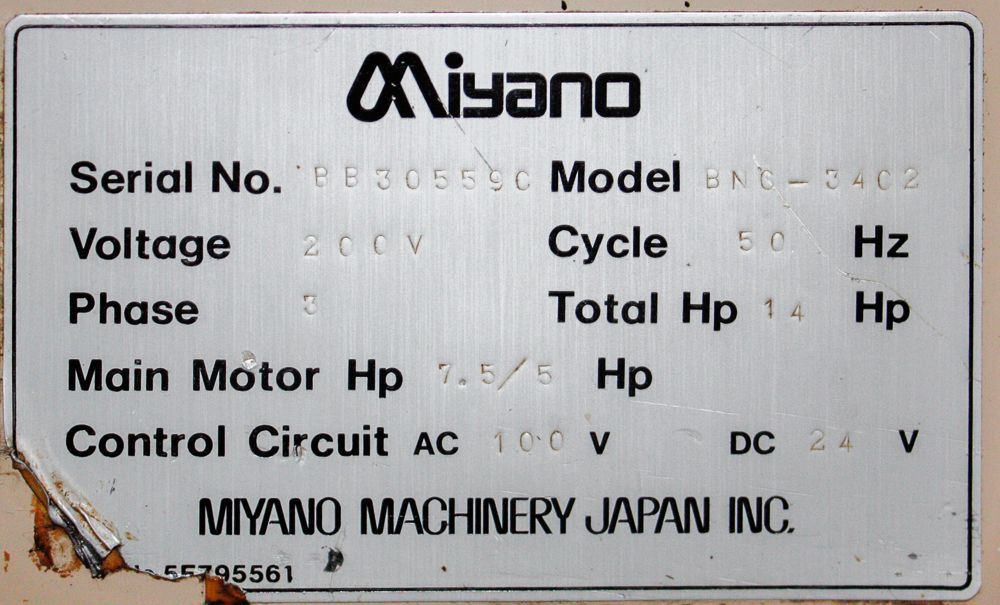 Miyano
Serial No. BB30559C Model BNC-34C2
Voltage 200V Cycle 50 Hz
Phase 3 Total Hp 14 Hp
Main Motor Hp 7.5/5 Hp
Control Circuit AC 100 V DC 24 V
MIYANO MACHINERY JAPAN INC.